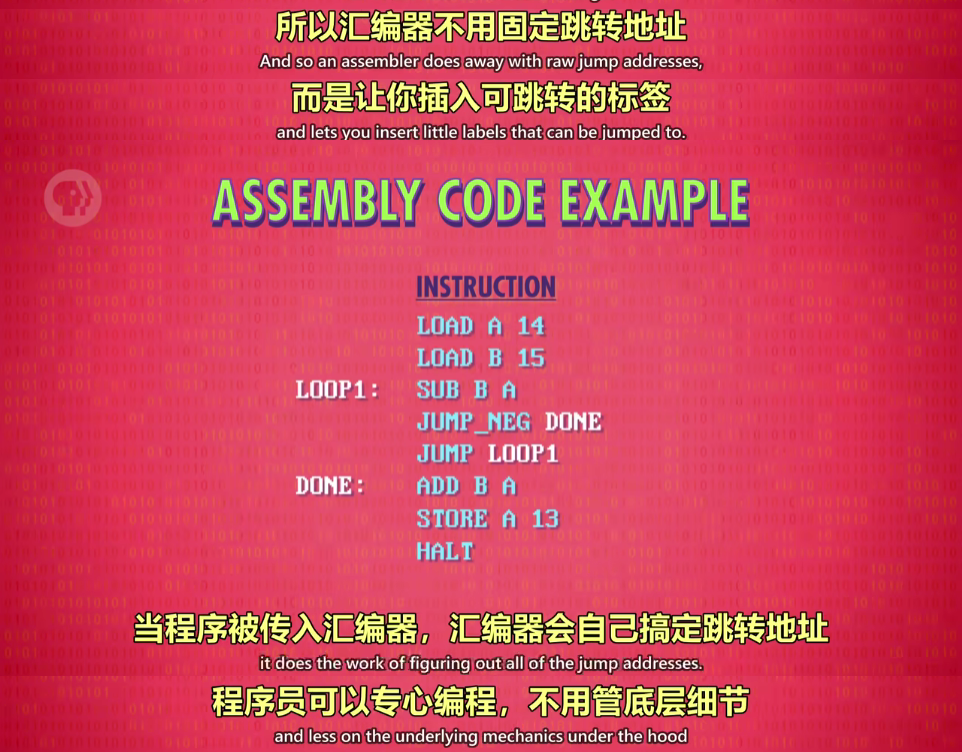 所以汇编器不用固定跳转地址
And so an assembler does away with raw jump addresses,
而是让你插入可跳转的标签
and lets you insert little labels that can be jumped to.
ASSEMBLY CODE EXAMPLE
INSTRUCTION
LOAD A 14
LOAD B 15
LOOP1: SUB B A
JUMP_NEG DONE
JUMP LOOP1
DONE: ADD B A
STORE A 13
HALT
当程序被传入汇编器，汇编器会自己搞定跳转地址
it does the work of figuring out all of the jump addresses.
程序员可以专心编程，不用管底层细节
and less on the underlying mechanics under the hood